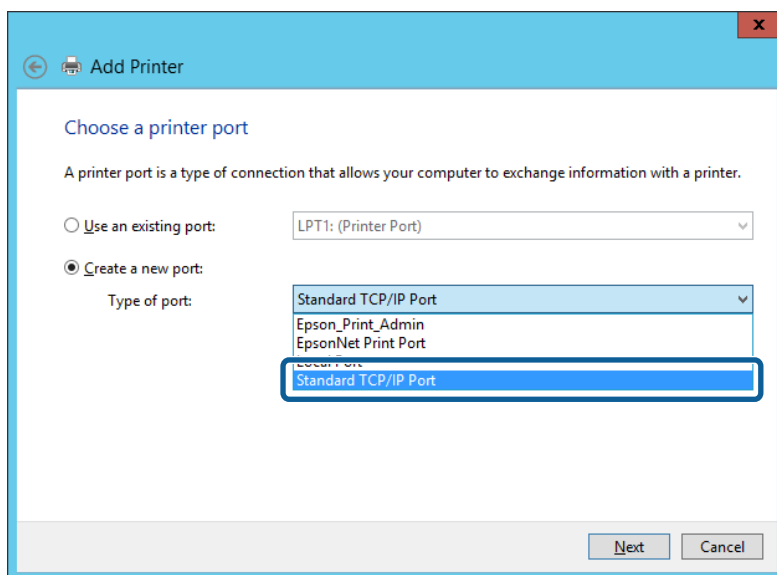 x
Add Printer
Choose a printer port
A printer port is a type of connection that allows your computer to exchange information with a printer.
Use an existing port: LPT1: (Printer Port)
Create a new port:
Type of port: Standard TCP/IP Port
Epson_Print_Admin
EpsonNet Print Port
Local Port
Standard TCP/IP Port
Next Cancel